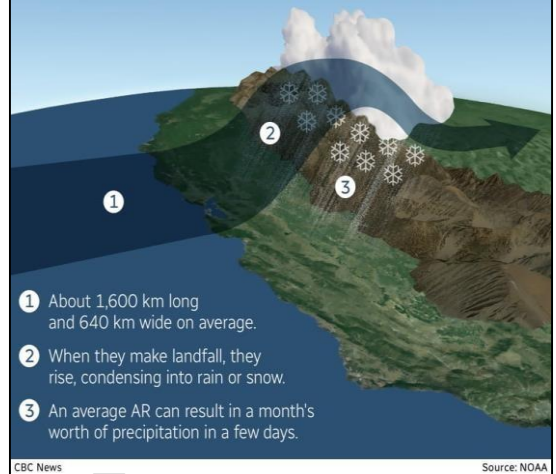 1
2
3
1 About 1,600 km long
and 640 km wide on average.
2 When they make landfall, they
rise, condensing into rain or snow.
3 An average AR can result in a month's
worth of precipitation in a few days.
CBC News Source: NOAA